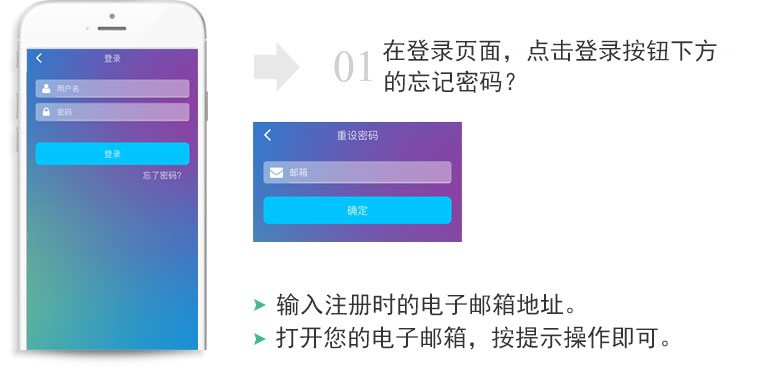 登录
用户名
密码
登录
忘了密码?
01
在登录页面，点击登录按钮下方
的忘记密码？
重设密码
邮箱
确定
输入注册时的电子邮箱地址。
打开您的电子邮箱，按提示操作即可。